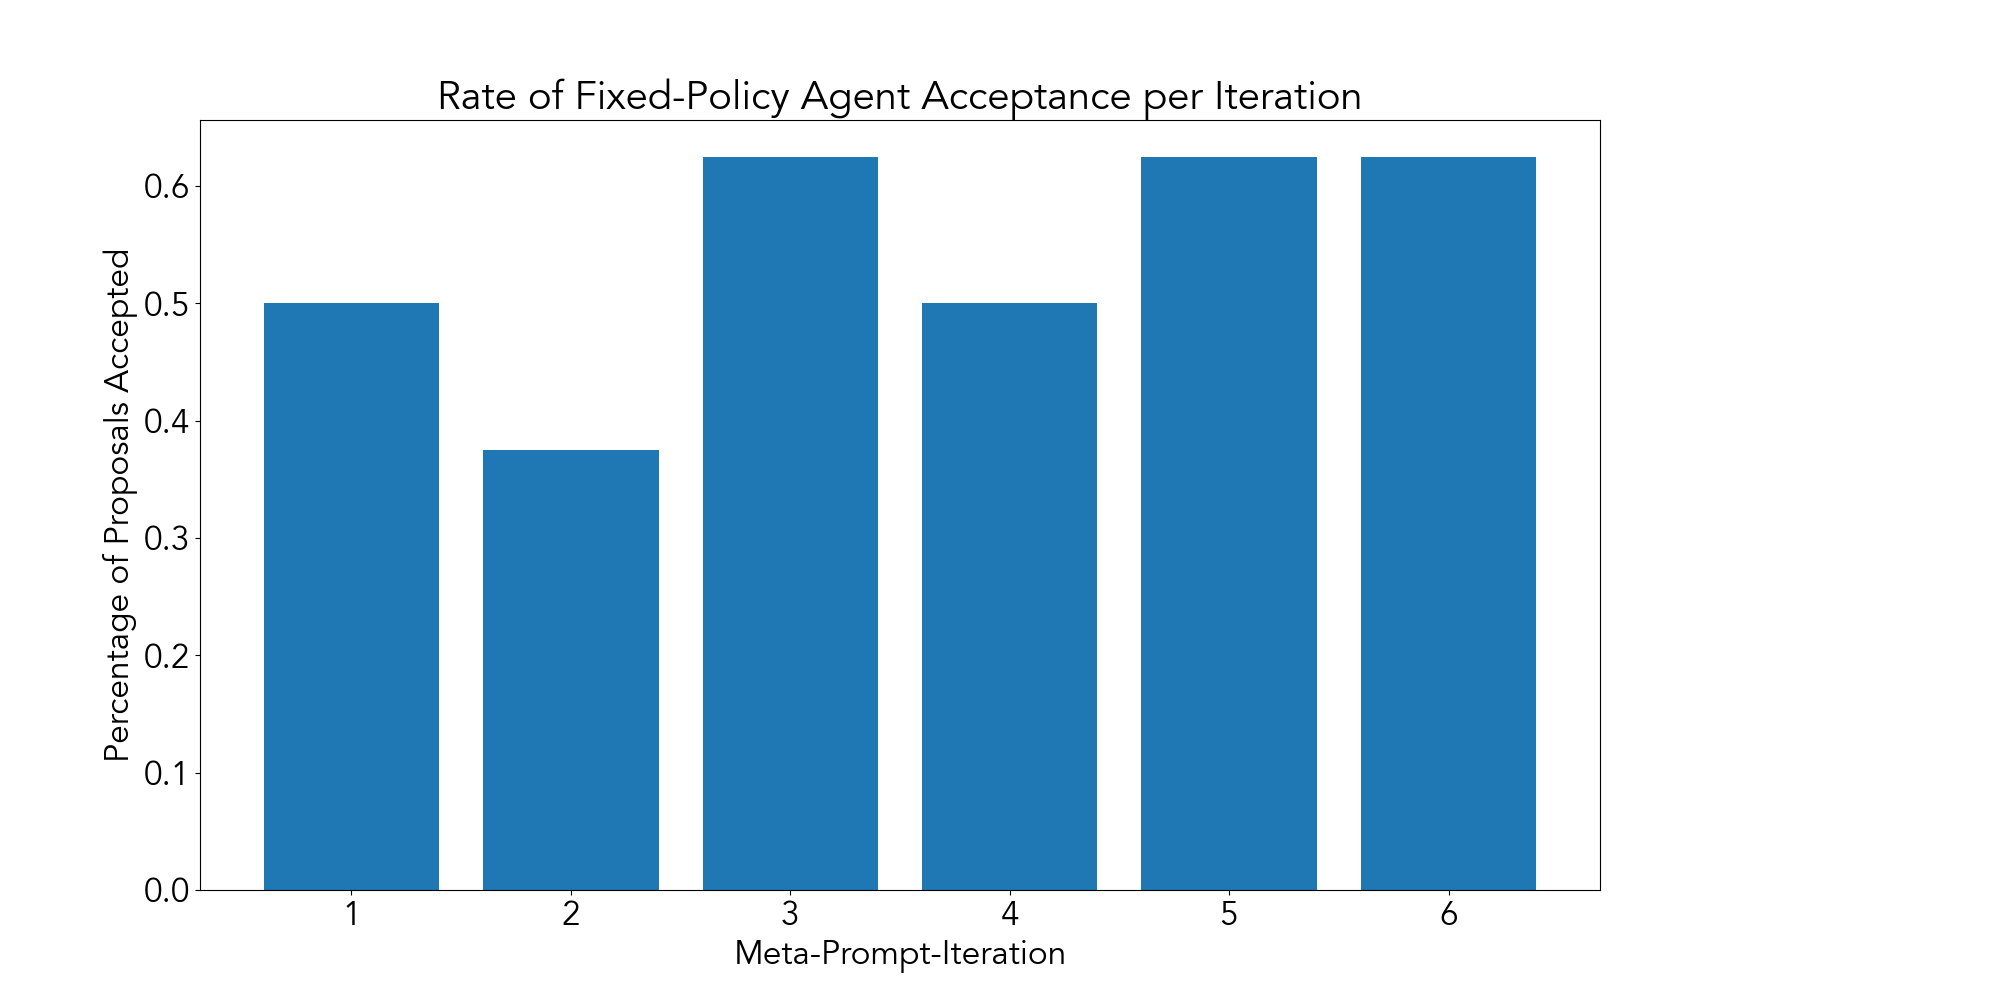 Rate of Fixed-Policy Agent Acceptance per Iteration
Percentage of Proposals Accepted
0.6
0.5
0.4
0.3
0.2
0.1
0.0
1 2 3 4 5 6
Meta-Prompt-Iteration